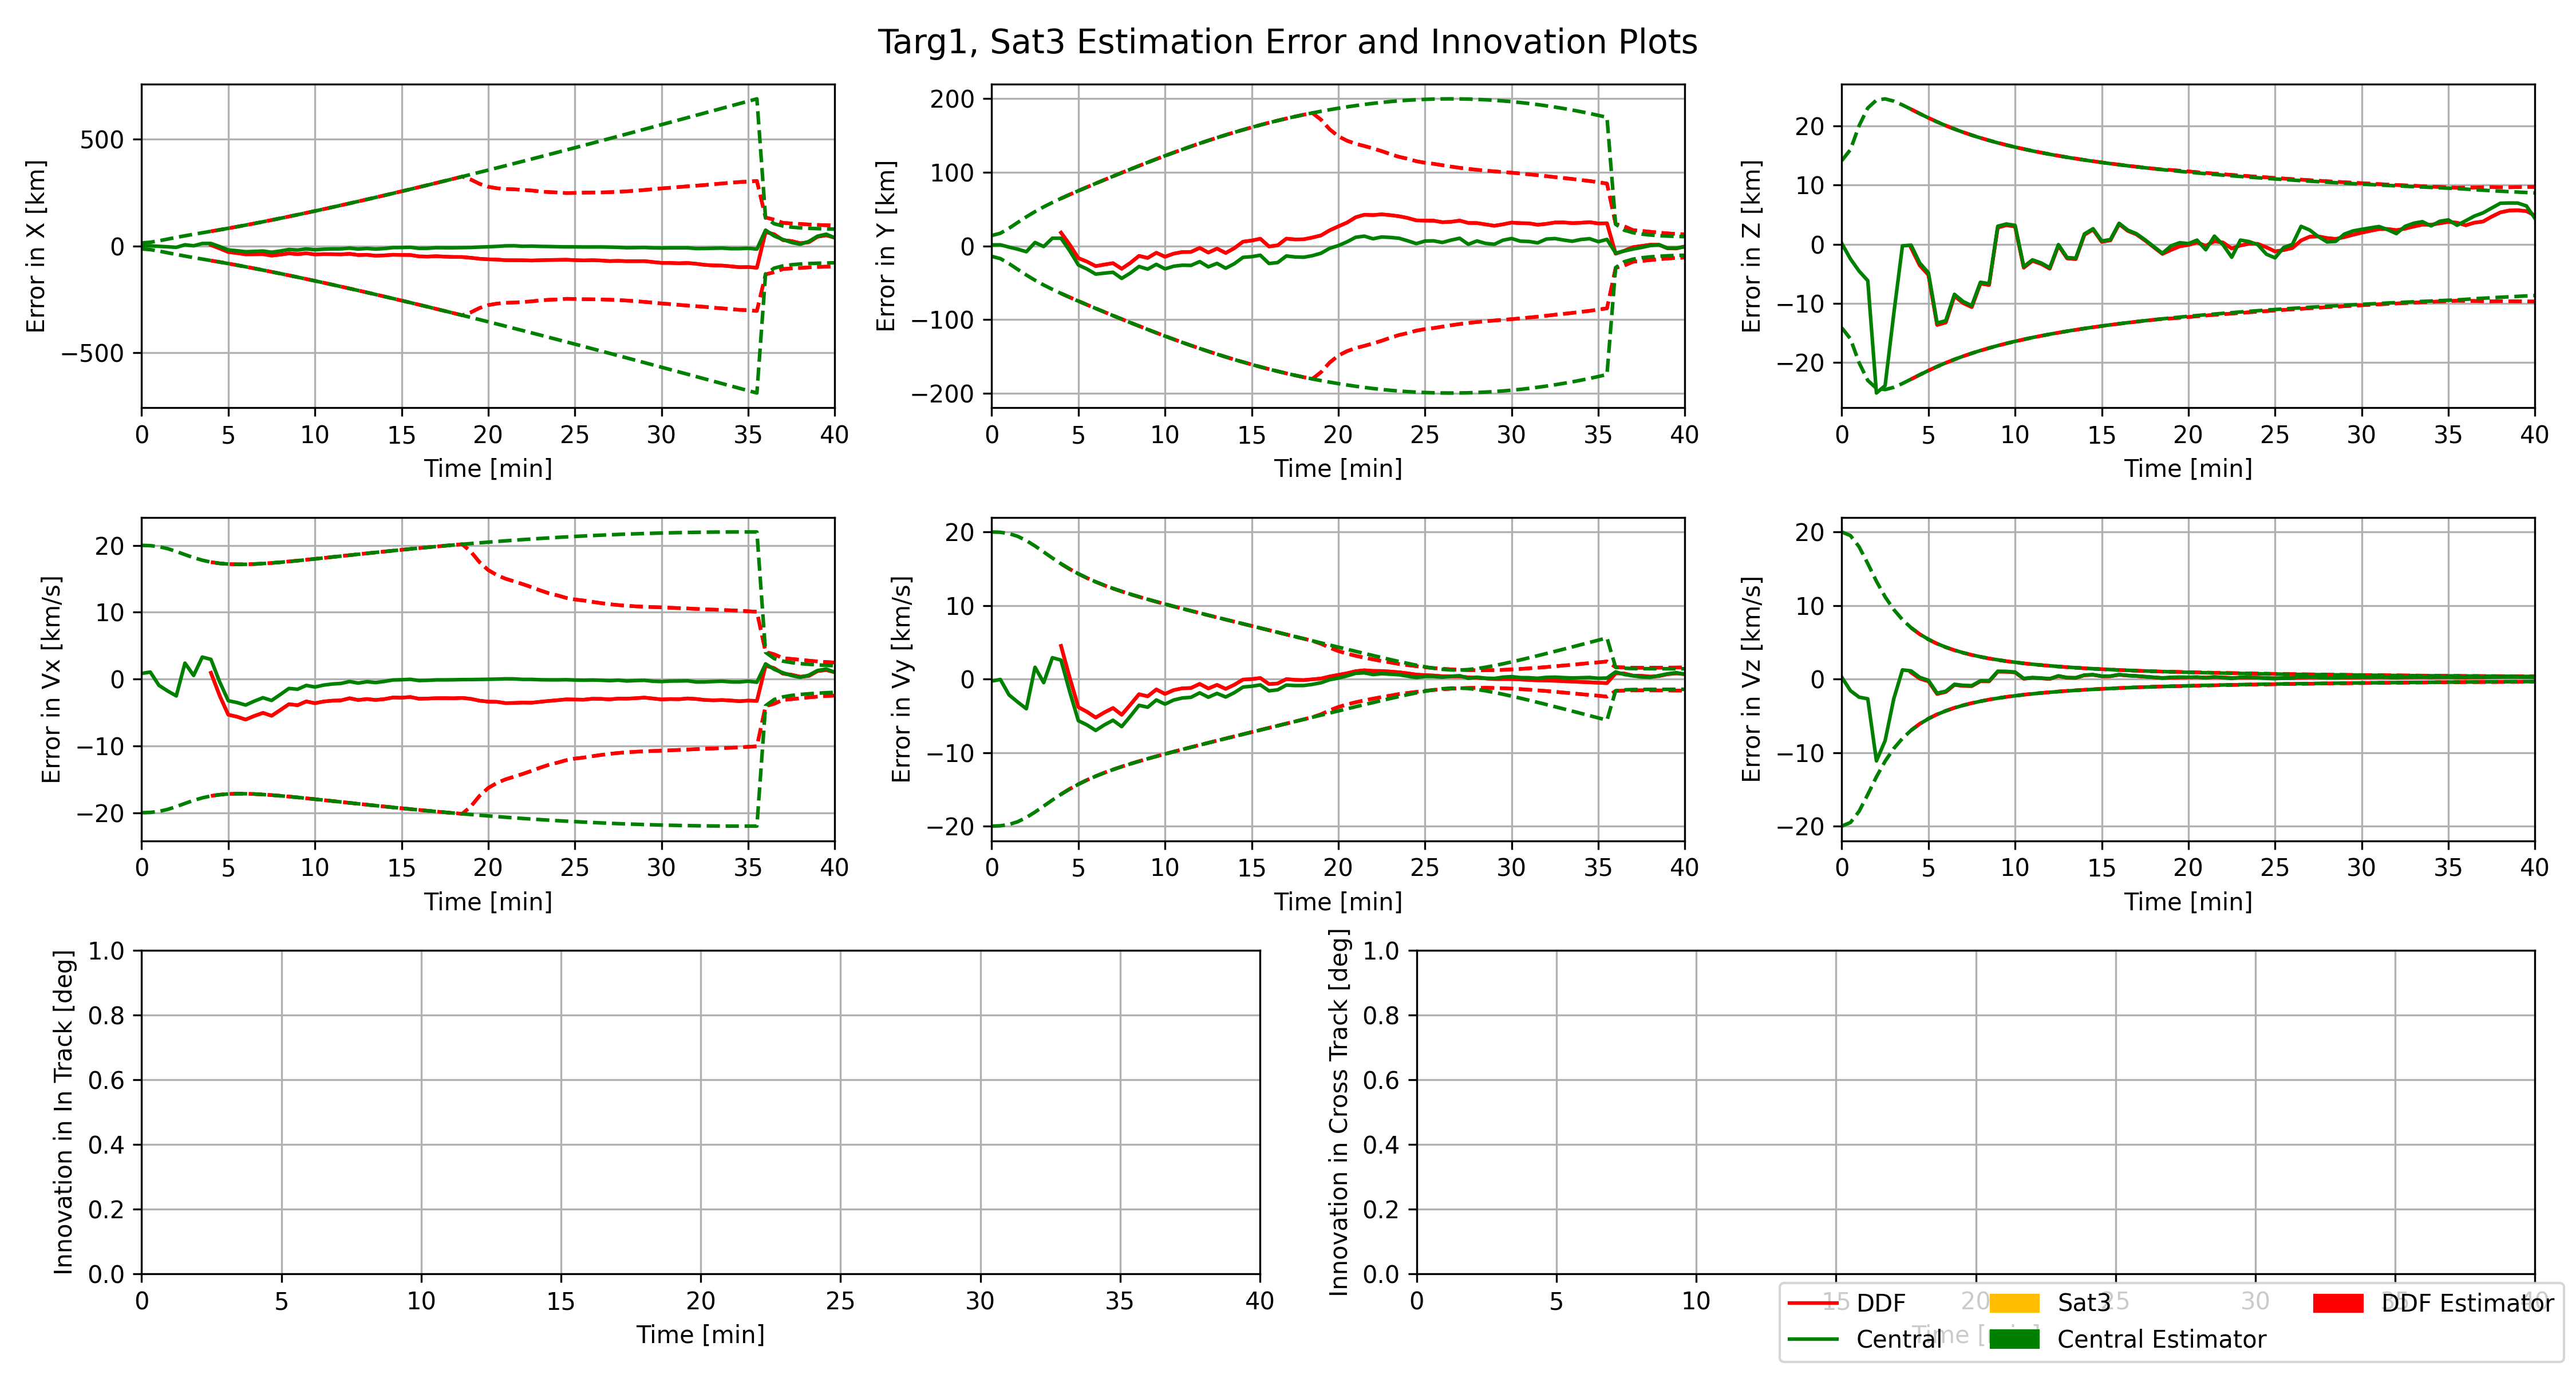 Targ1, Sat3 Estimation Error and Innovation Plots
Error in X [km]
500
0
−500
0 5 10 15 20 25 30 35 40
Time [min]
Error in Y [km]
200
100
0
−100
−200
0 5 10 15 20 25 30 35 40
Time [min]
Error in Z [km]
20
10
0
−10
−20
0 5 10 15 20 25 30 35 40
Time [min]
Error in Vx [km/s]
20
10
0
−10
−20
0 5 10 15 20 25 30 35 40
Time [min]
Error in Vy [km/s]
20
10
0
−10
−20
0 5 10 15 20 25 30 35 40
Time [min]
Error in Vz [km/s]
20
10
0
−10
−20
0 5 10 15 20 25 30 35 40
Time [min]
Innovation in In Track [deg]
1.0
0.8
0.6
0.4
0.2
0.0
0 5 10 15 20 25 30 35 40
Time [min]
Innovation in Cross Track [deg]
1.0
0.8
0.6
0.4
0.2
0.0
0 5 10 15 20 25 30 35 40
Time [min]
DDF
Central
Sat3
Central Estimator
DDF Estimator